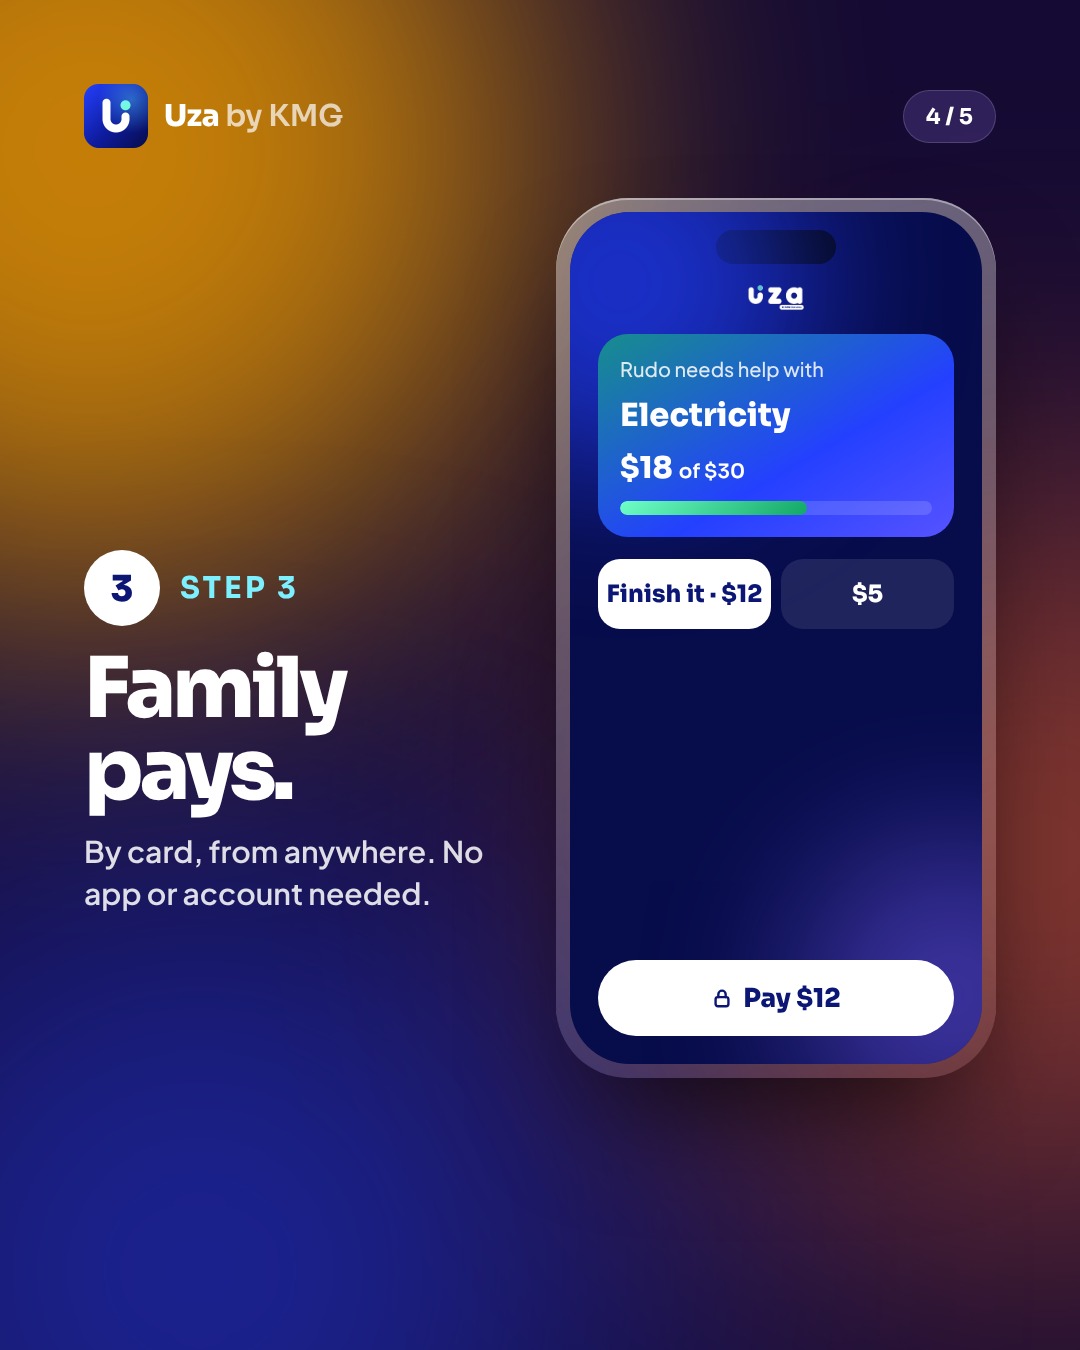 Uza by KMG
4 / 5
3 STEP 3
Family
pays.
By card, from anywhere. No
app or account needed.
uza
Rudo needs help with
Electricity
$18 of $30
Finish it · $12
$5
Pay $12